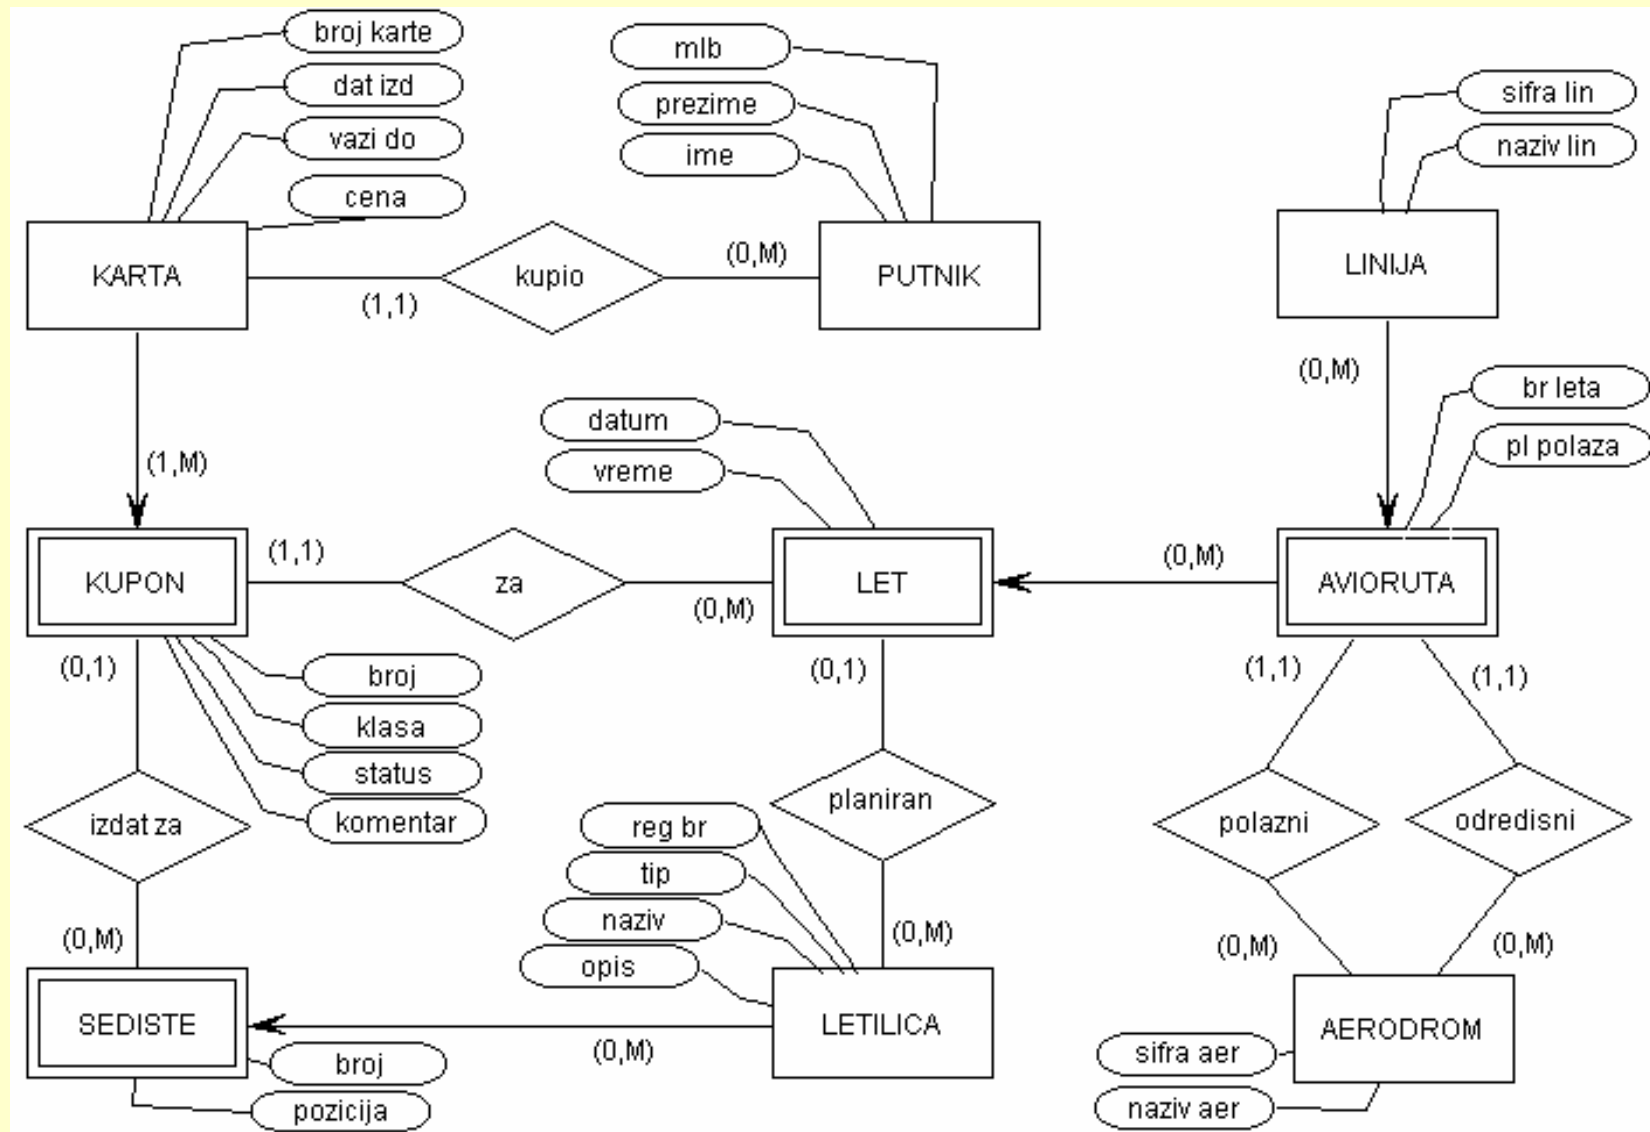 broj karte
dat izd
vazi do
cena
mlb
prezime
ime
sifra lin
naziv lin
KARTA
(1,1)
kupio
(0,M)
PUTNIK
LINIJA
(0,M)
(1,M)
datum
vreme
br leta
pl polaza
KUPON
(1,1)
za
(0,M)
LET
(0,M)
AVIORUTA
(0,1)
broj
klasa
status
komentar
(0,1)
(1,1)
(1,1)
izdat za
planiran
polazni
odredisni
reg br
tip
naziv
opis
(0,M)
(0,M)
(0,M)
(0,M)
SEDISTE
(0,M)
LETILICA
AERODROM
broj
pozicija
sifra aer
naziv aer